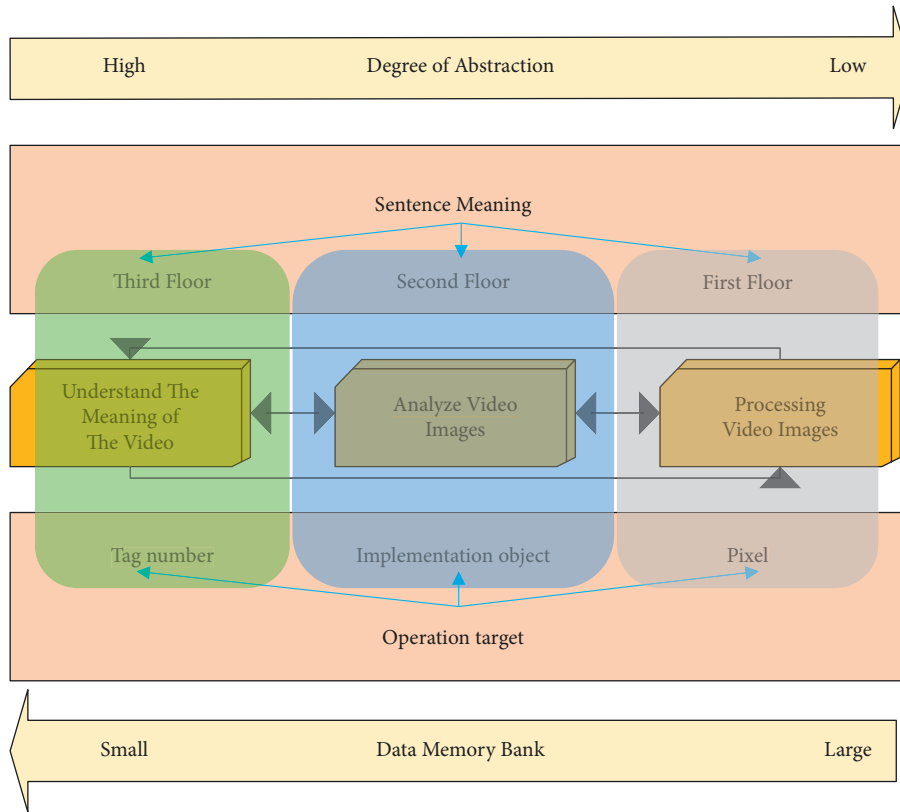 High Degree of Abstraction Low
Sentence Meaning
Third Floor Second Floor First Floor
Understand The
Meaning of
The Video
Analyze Video
Images
Processing
Video Images
Tag number Implementation object Pixel
Operation target
Small Data Memory Bank Large